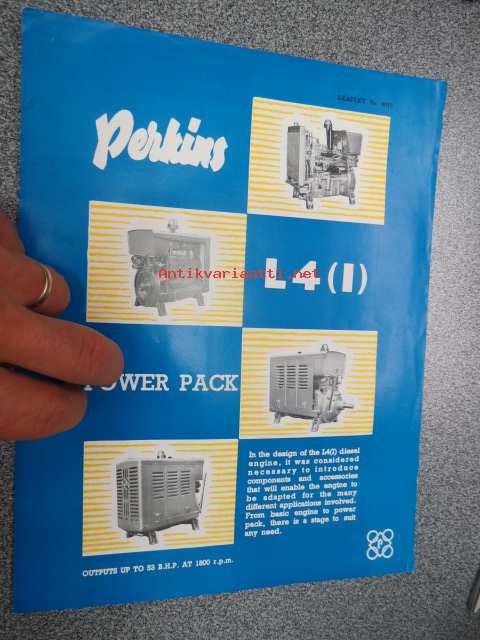 LEAFLET No.
Perkins
L4 (I)
Antikvariaatti.net
POWER PACK
In the design of the L4(I) diesel
engine, it was considered
necessary to introduce
components and accessories
that will enable the engine to
be adapted for the many
different applications involved.
From basic engine to power
pack, there is a stage to suit
any need.
OUTPUTS UP TO 53 B.H.P. AT 1800 r.p.m.